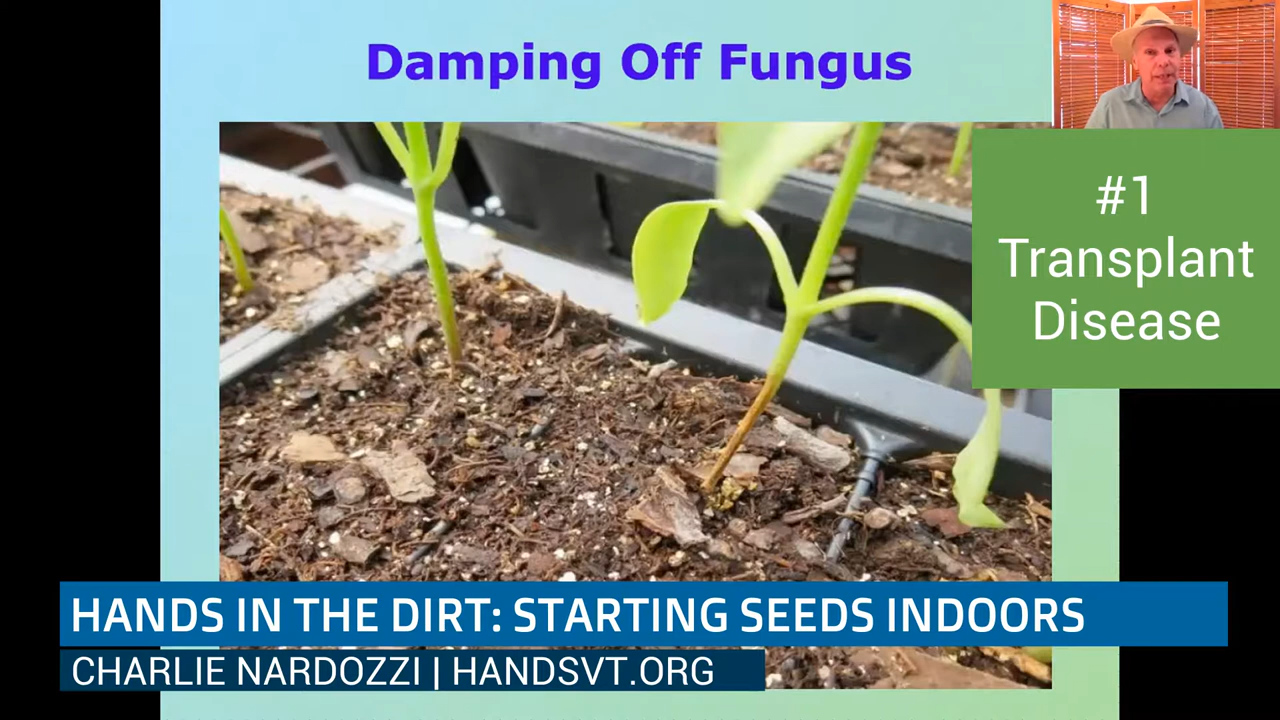 Damping Off Fungus
#1
Transplant
Disease
HANDS IN THE DIRT: STARTING SEEDS INDOORS
CHARLIE NARDOZZI | HANDSVT.ORG